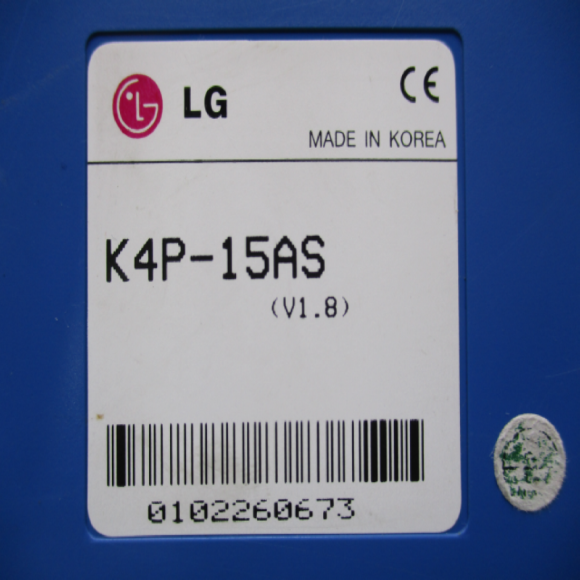 LG
CE
MADE IN KOREA
K4P-15AS
(V1.8)
0102260673